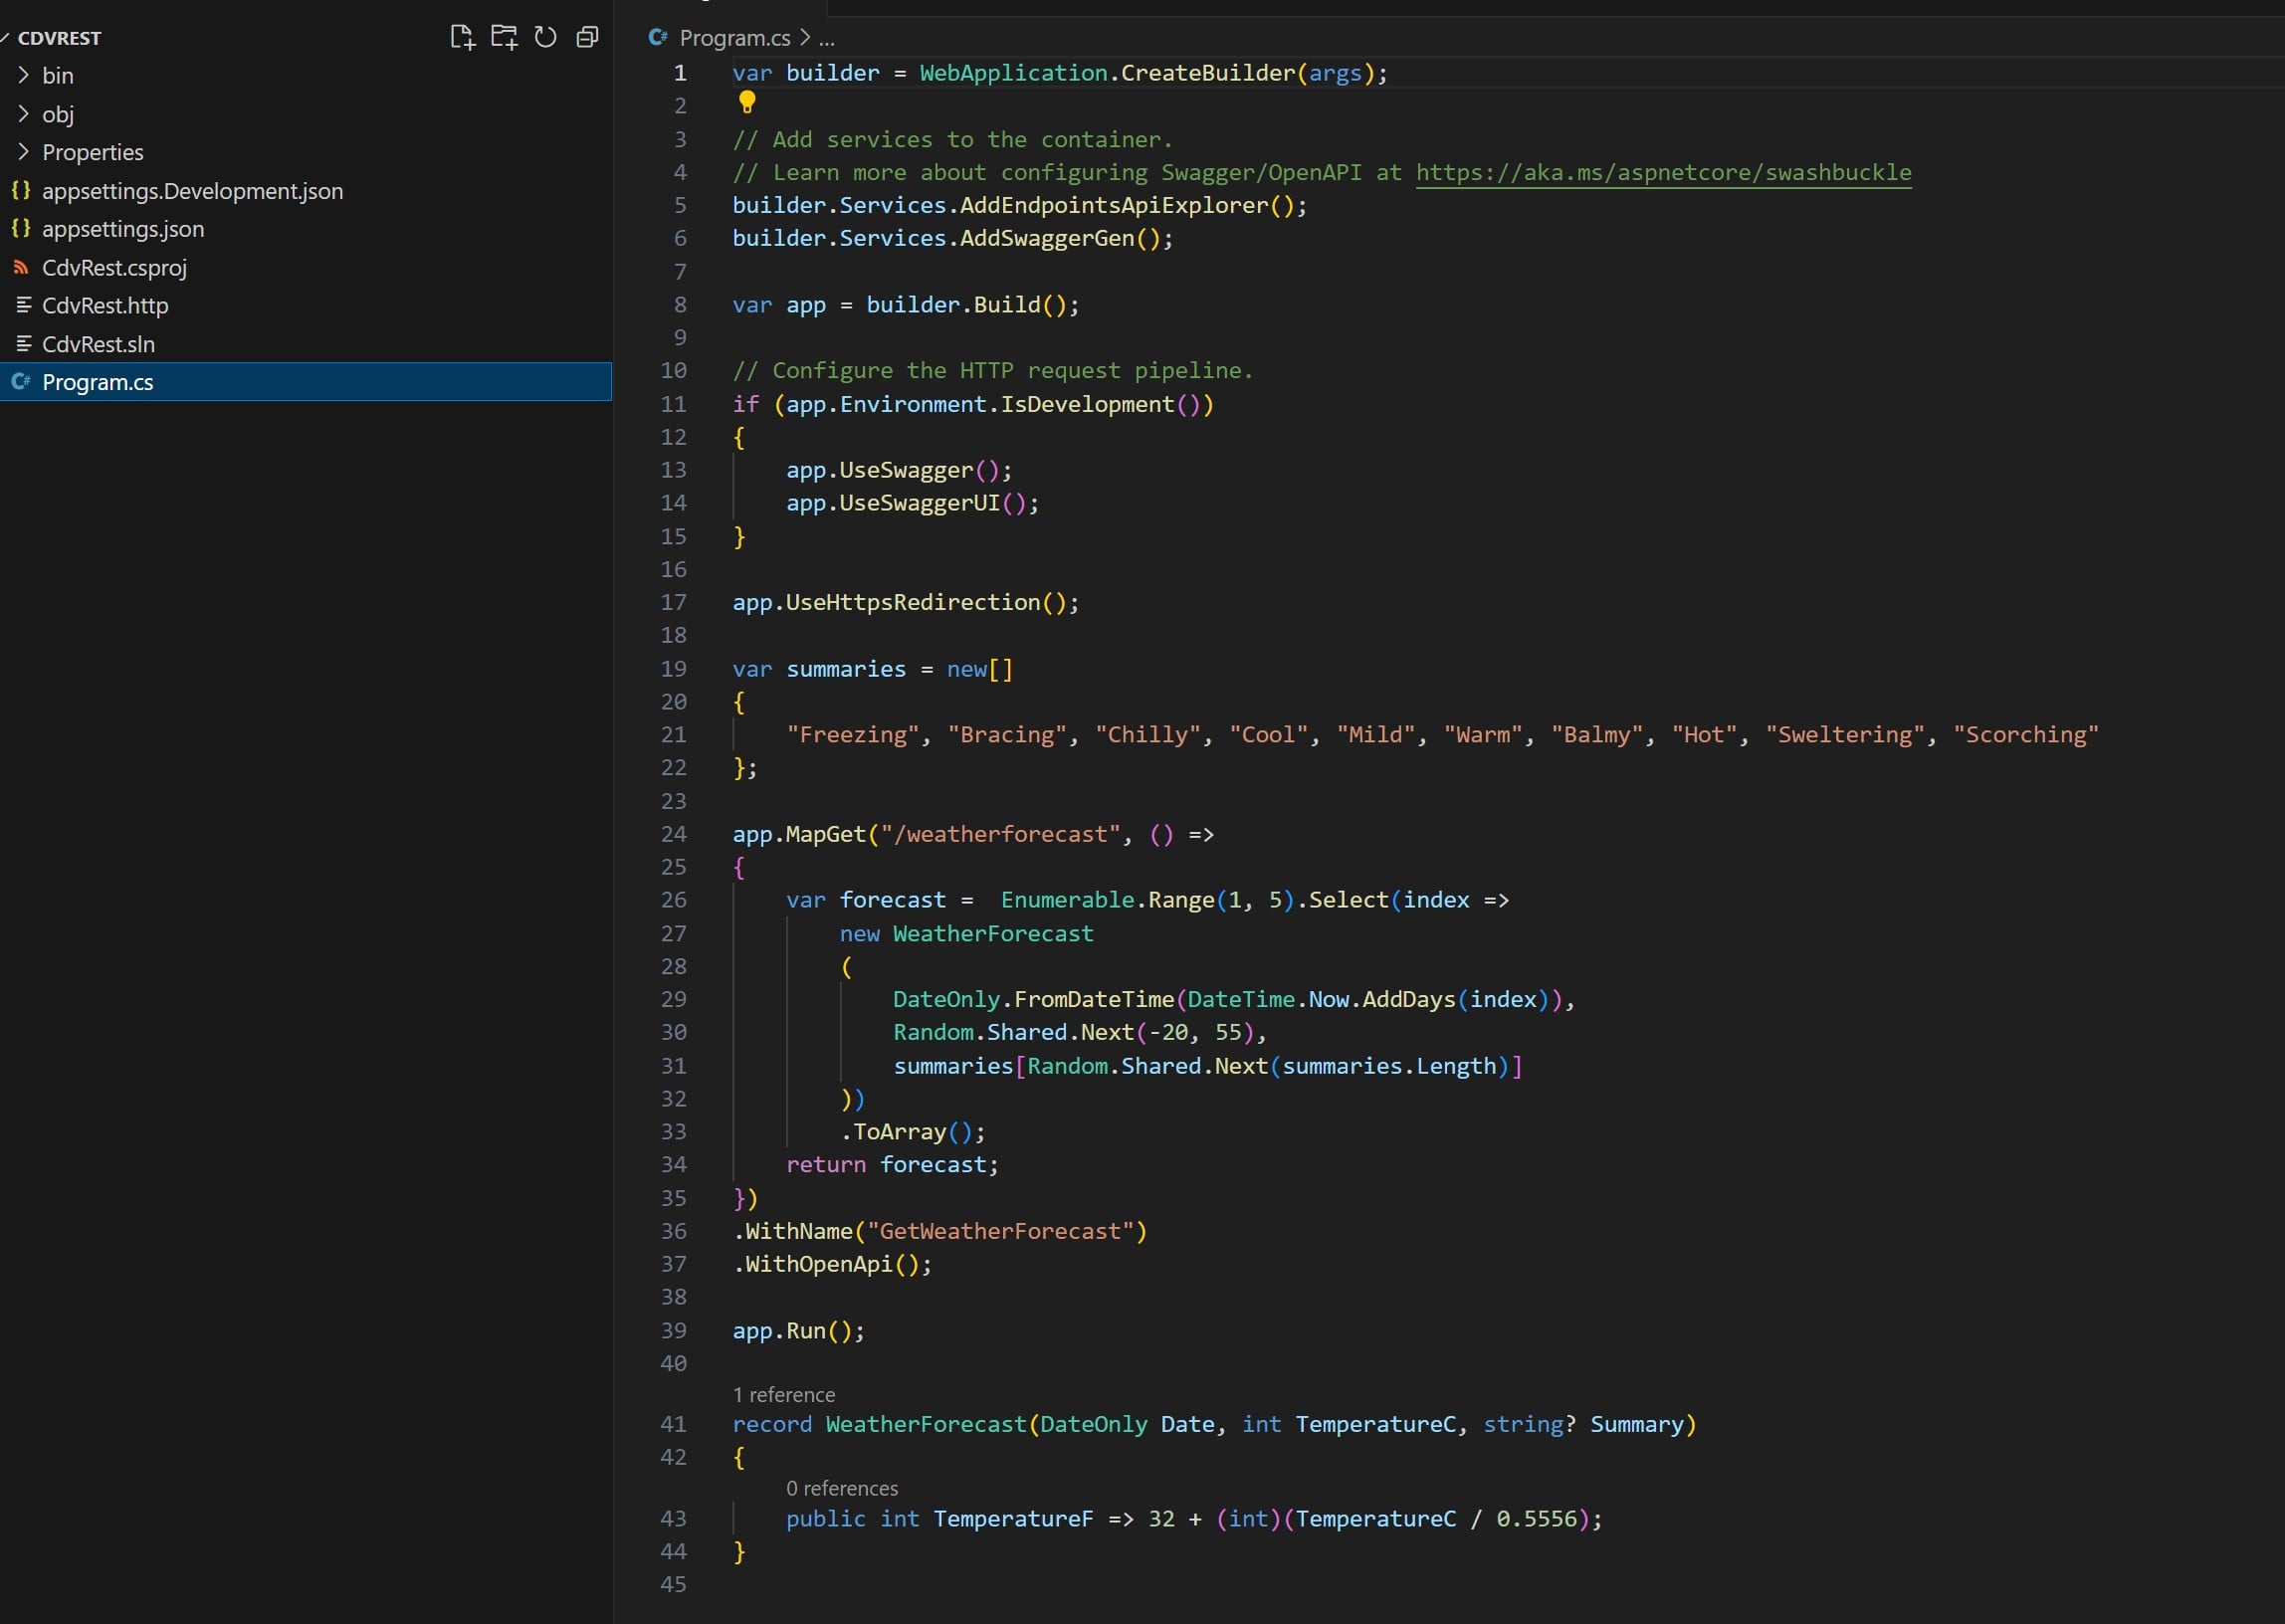 CDVREST
bin
obj
Properties
appsettings.Development.json
appsettings.json
CdvRest.csproj
CdvRest.http
CdvRest.sln
Program.cs
Program.cs > ...
1 var builder = WebApplication.CreateBuilder(args);
2
3 // Add services to the container.
4 // Learn more about configuring Swagger/OpenAPI at https://aka.ms/aspnetcore/swashbuckle
5 builder.Services.AddEndpointsApiExplorer();
6 builder.Services.AddSwaggerGen();
7
8 var app = builder.Build();
9
10 // Configure the HTTP request pipeline.
11 if (app.Environment.IsDevelopment())
12 {
13     app.UseSwagger();
14     app.UseSwaggerUI();
15 }
16
17 app.UseHttpsRedirection();
18
19 var summaries = new[]
20 {
21     "Freezing", "Bracing", "Chilly", "Cool", "Mild", "Warm", "Balmy", "Hot", "Sweltering", "Scorching"
22 };
23
24 app.MapGet("/weatherforecast", () =>
25 {
26     var forecast =  Enumerable.Range(1, 5).Select(index =>
27         new WeatherForecast
28         (
29             DateOnly.FromDateTime(DateTime.Now.AddDays(index)),
30             Random.Shared.Next(-20, 55),
31             summaries[Random.Shared.Next(summaries.Length)]
32         ))
33         .ToArray();
34     return forecast;
35 })
36 .WithName("GetWeatherForecast")
37 .WithOpenApi();
38
39 app.Run();
40
1 reference
41 record WeatherForecast(DateOnly Date, int TemperatureC, string? Summary)
42 {
0 references
43     public int TemperatureF => 32 + (int)(TemperatureC / 0.5556);
44 }
45